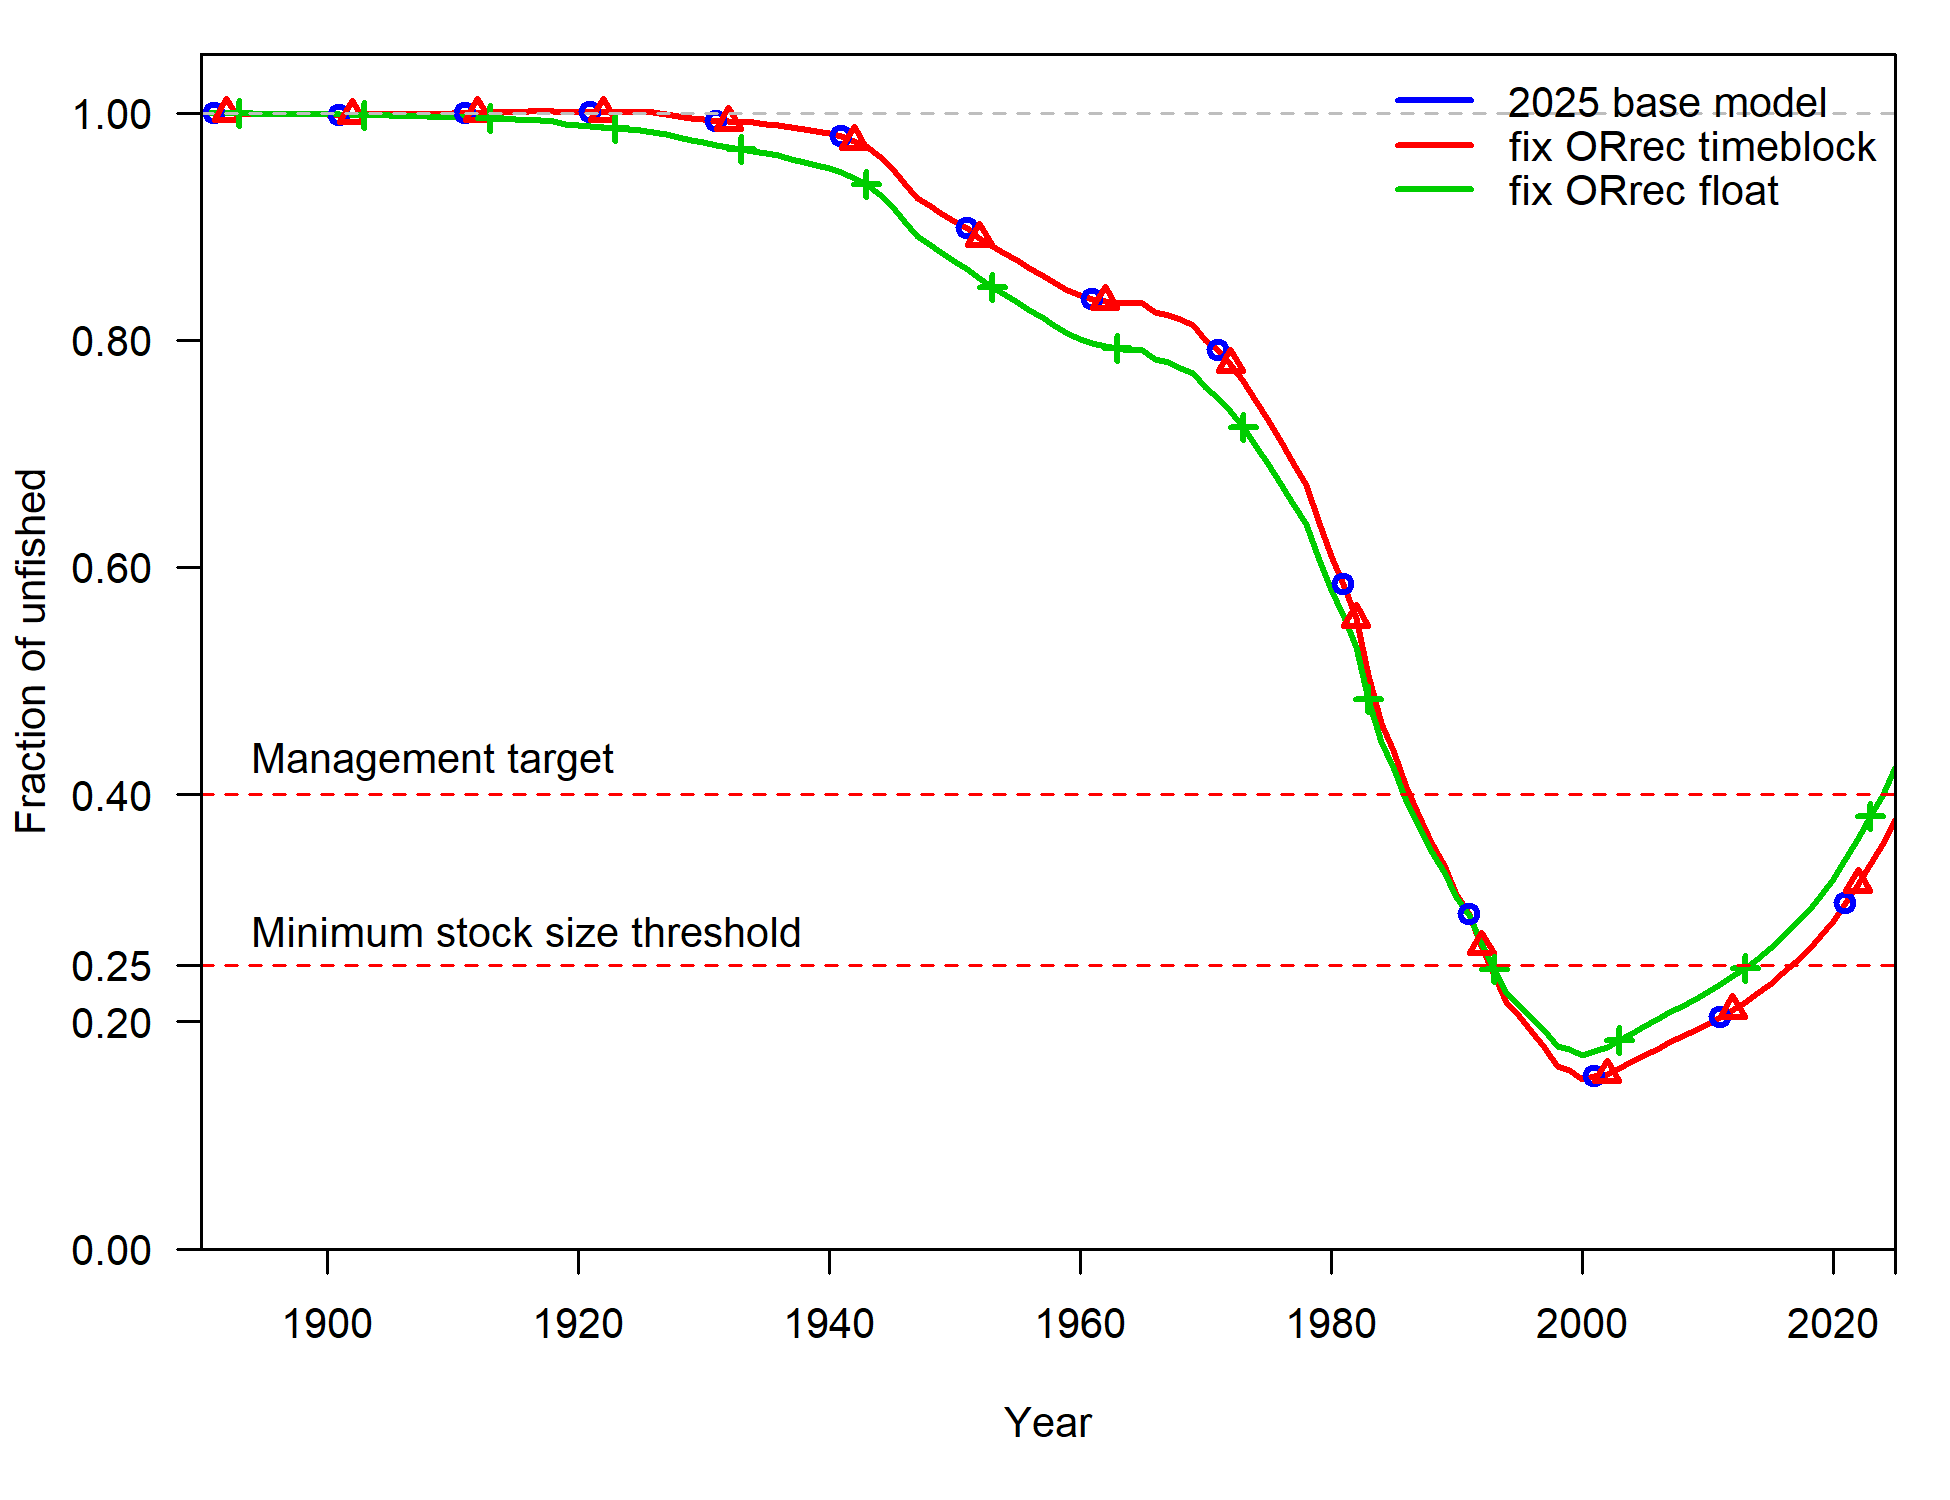 1.00
0.80
0.60
0.40
0.25
0.20
0.00
Fraction of unfished
2025 base model
fix ORrec timeblock
fix ORrec float
Management target
Minimum stock size threshold
1900 1920 1940 1960 1980 2000 2020
Year